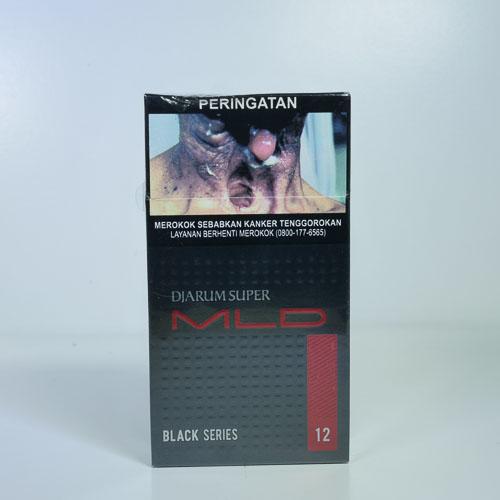 PERINGATAN
MEROKOK SEBABKAN KANKER TENGGOROKAN
LAYANAN BERHENTI MEROKOK (0800-177-6565)
DJARUM SUPER
MLD
BLACK SERIES
12